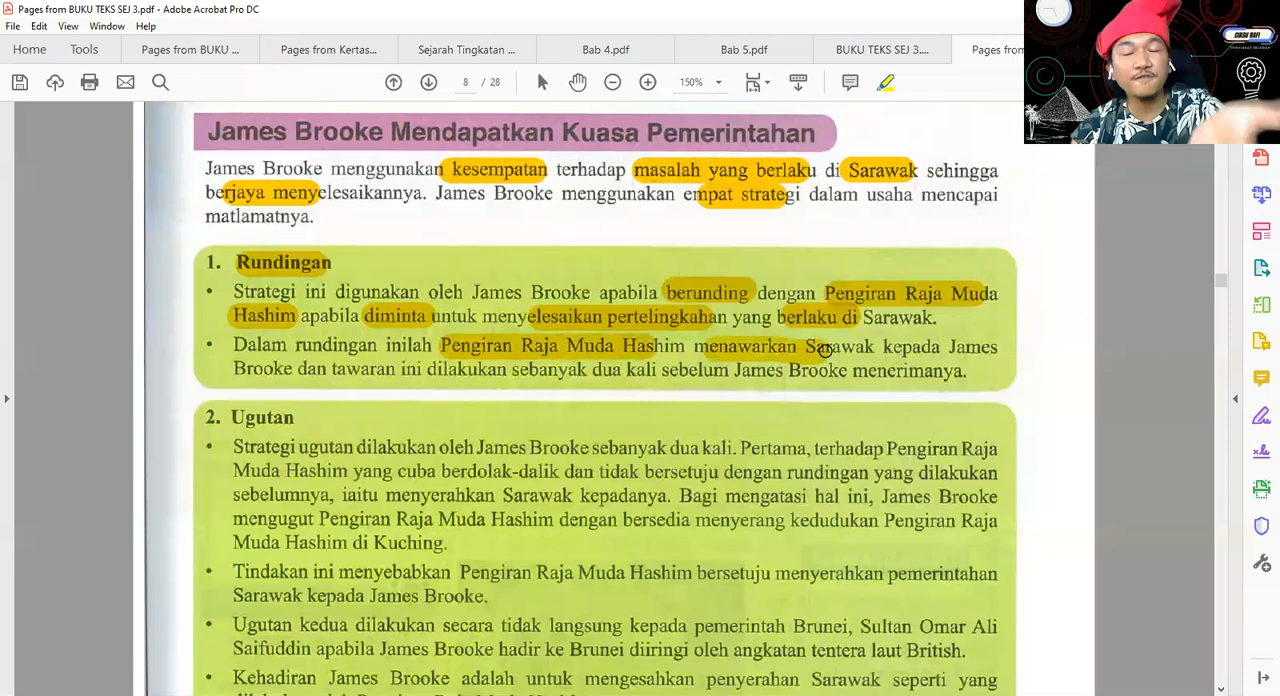 Pages from BUKU TEKS SEJ 3.pdf - Adobe Acrobat Pro DC
File Edit View Window Help
Home Tools Pages from BUKU ... Pages from Kertas... Sejarah Tingkatan ... Bab 4.pdf Bab 5.pdf BUKU TEKS SEJ 3.... Pages from
8 / 28 150%
CIKGU RAFI
James Brooke Mendapatkan Kuasa Pemerintahan
James Brooke menggunakan kesempatan terhadap masalah yang berlaku di Sarawak sehingga
berjaya menyelesaikannya. James Brooke menggunakan empat strategi dalam usaha mencapai
matlamatnya.
1. Rundingan
• Strategi ini digunakan oleh James Brooke apabila berunding dengan Pengiran Raja Muda
Hashim apabila diminta untuk menyelesaikan pertelingkahan yang berlaku di Sarawak.
• Dalam rundingan inilah Pengiran Raja Muda Hashim menawarkan Sarawak kepada James
Brooke dan tawaran ini dilakukan sebanyak dua kali sebelum James Brooke menerimanya.
2. Ugutan
• Strategi ugutan dilakukan oleh James Brooke sebanyak dua kali. Pertama, terhadap Pengiran Raja
Muda Hashim yang cuba berdolak-dalik dan tidak bersetuju dengan rundingan yang dilakukan
sebelumnya, iaitu menyerahkan Sarawak kepadanya. Bagi mengatasi hal ini, James Brooke
mengugut Pengiran Raja Muda Hashim dengan bersedia menyerang kedudukan Pengiran Raja
Muda Hashim di Kuching.
• Tindakan ini menyebabkan Pengiran Raja Muda Hashim bersetuju menyerahkan pemerintahan
Sarawak kepada James Brooke.
• Ugutan kedua dilakukan secara tidak langsung kepada pemerintah Brunei, Sultan Omar Ali
Saifuddin apabila James Brooke hadir ke Brunei diiringi oleh angkatan tentera laut British.
• Kehadiran James Brooke adalah untuk mengesahkan penyerahan Sarawak seperti yang